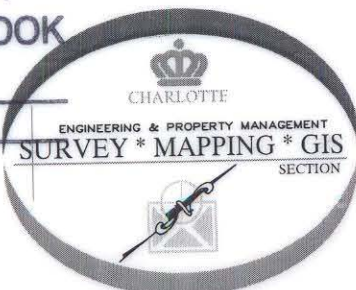 OOK
CHARLOTTE
ENGINEERING & PROPERTY MANAGEMENT
SURVEY * MAPPING * GIS
SECTION